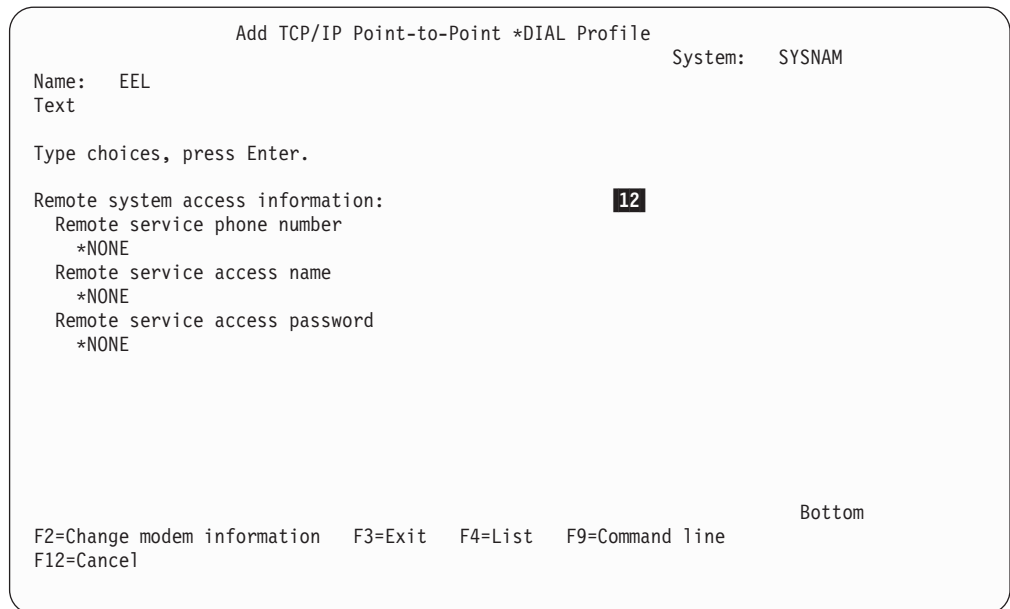 Add TCP/IP Point-to-Point *DIAL Profile
System: SYSNAM
Name: EEL
Text
Type choices, press Enter.
Remote system access information: 12
Remote service phone number
*NONE
Remote service access name
*NONE
Remote service access password
*NONE
Bottom
F2=Change modem information F3=Exit F4=List F9=Command line
F12=Cancel